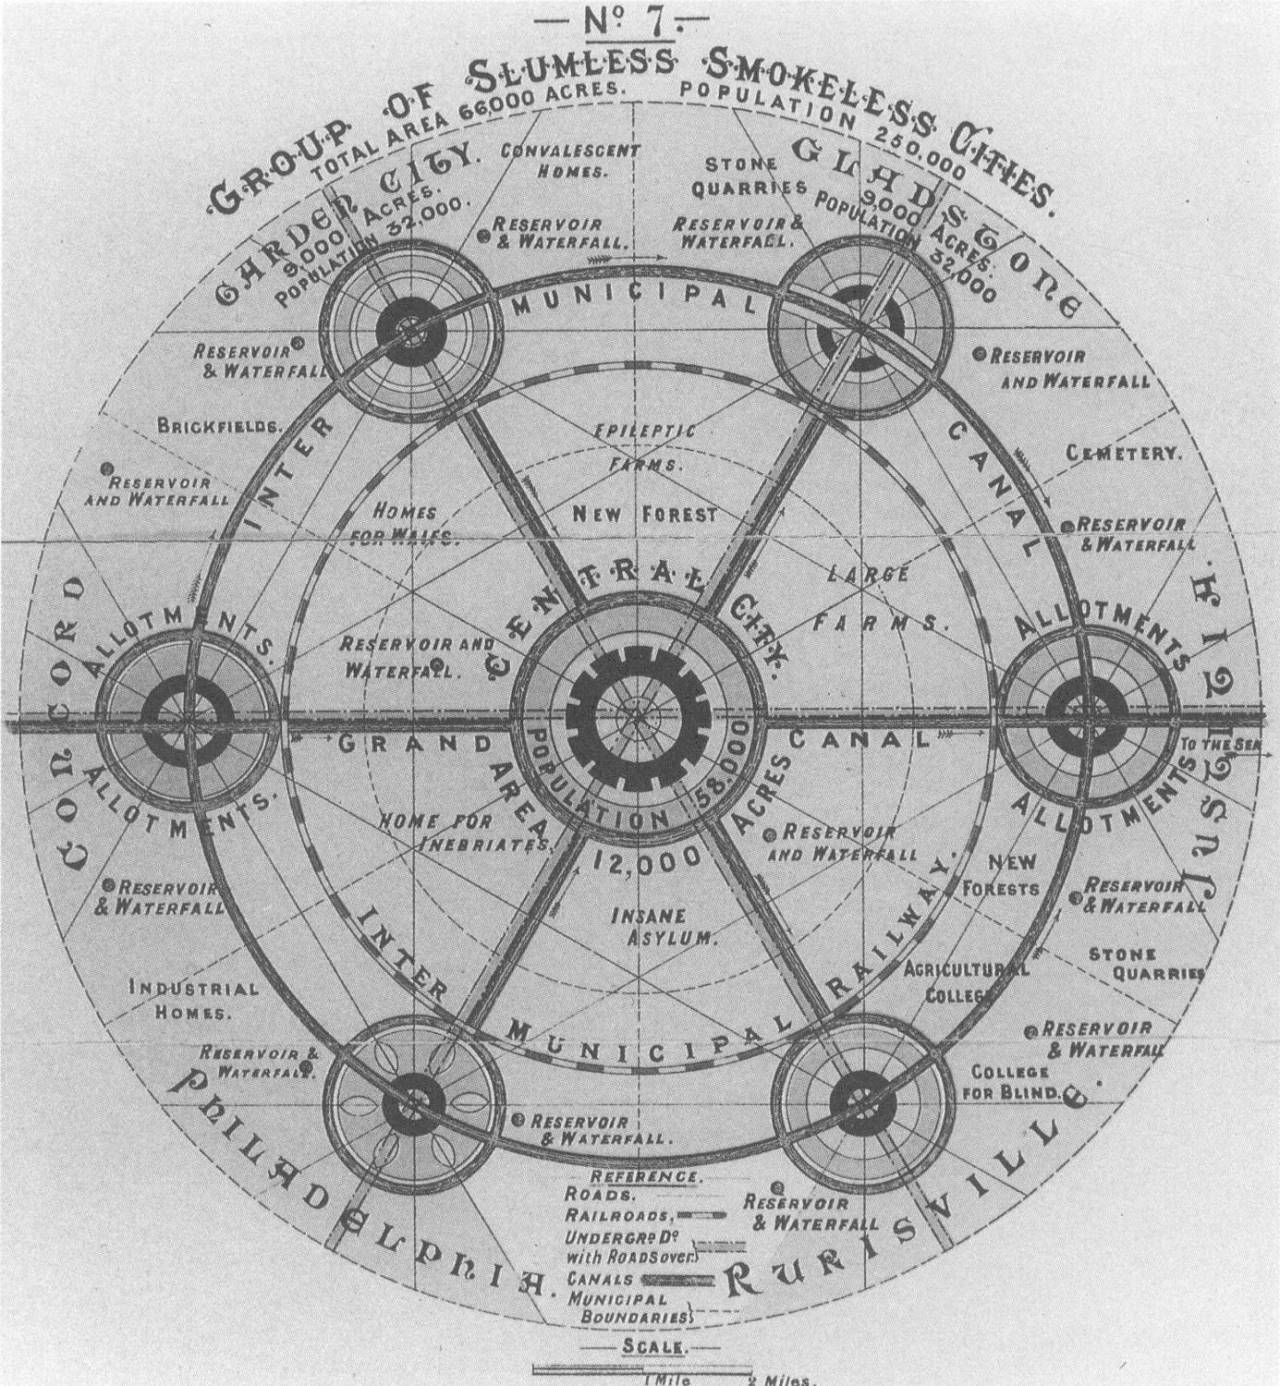 Nº 7.
GROUP OF SLUMLESS SMOKELESS CITIES.
TOTAL AREA 66,000 ACRES. POPULATION 250,000
GARDEN CITY.
9,000 ACRES.
POPULATION 32,000.
CONVALESCENT
HOMES.
STONE
QUARRIES
GLADSTONE
9,000 ACRES.
POPULATION 32,000
RESERVOIR
& WATERFALL.
RESERVOIR &
WATERFALL.
INTER MUNICIPAL CANAL
RESERVOIR
& WATERFALL
RESERVOIR
AND WATERFALL
BRICKFIELDS.
EPILEPTIC
FARMS.
CEMETERY.
RESERVOIR
AND WATERFALL
HOMES
FOR WAIFS.
NEW FOREST
RESERVOIR
& WATERFALL
LARGE
FARMS.
CENTRAL CITY.
CONCORD
ALLOTMENTS.
RESERVOIR AND
WATERFALL.
ALLOTMENTS
JUSTITIA
GRAND CANAL
TO THE SEA
ALLOTMENTS.
AREA 12,000 ACRES
POPULATION 58,000
ALLOTMENTS
HOME FOR
INEBRIATES.
RESERVOIR
AND WATERFALL
NEW
FORESTS
RESERVOIR
& WATERFALL
RESERVOIR
& WATERFALL
INSANE
ASYLUM.
INTER MUNICIPAL RAILWAY.
AGRICULTURAL
COLLEGE
STONE
QUARRIES
INDUSTRIAL
HOMES.
RESERVOIR &
WATERFALL.
RESERVOIR
& WATERFALL
COLLEGE
FOR BLIND.
RESERVOIR
& WATERFALL.
PHILADELPHIA.
RURISVILLE.
REFERENCE.
ROADS.
RAILROADS,
UNDERGRD Dº
with ROADS over.
CANALS
MUNICIPAL
BOUNDARIES
RESERVOIR
& WATERFALL
SCALE.
1 Mile 2 Miles.